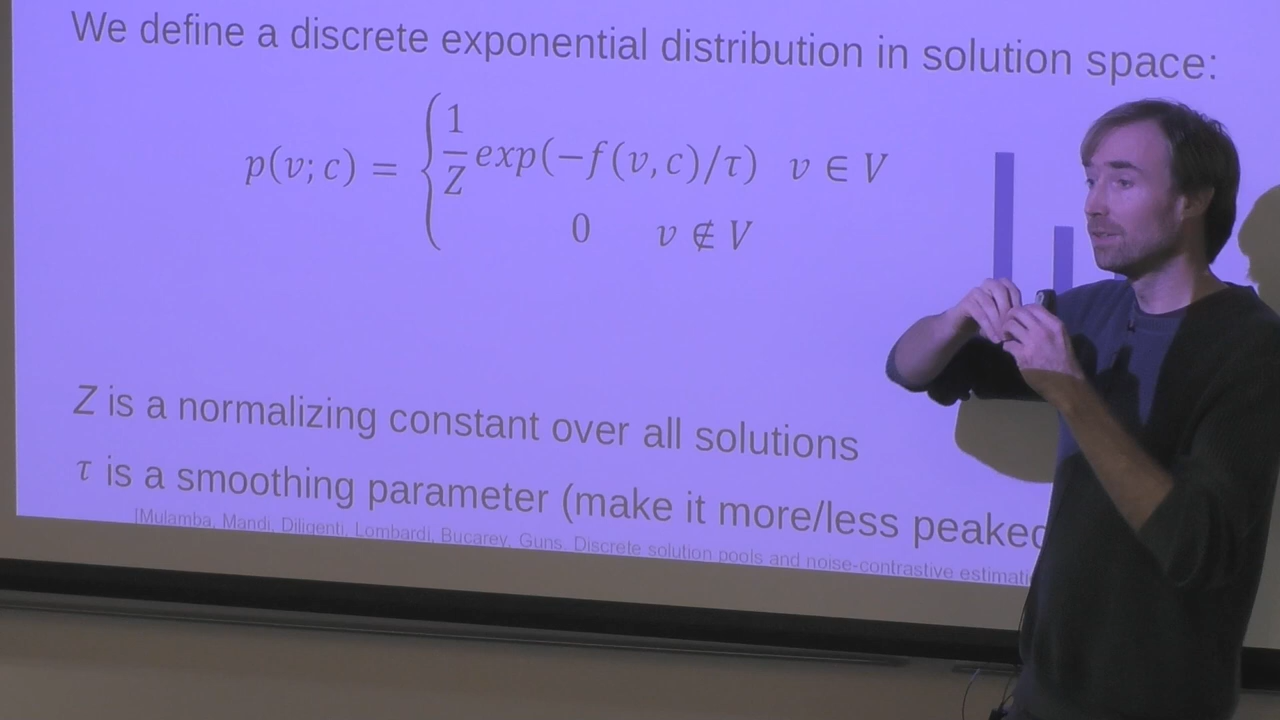 We define a discrete exponential distribution in solution space:
p(v; c) = { 1/Z exp(−f(v, c)/τ) v ∈ V
0 v ∉ V
Z is a normalizing constant over all solutions
τ is a smoothing parameter (make it more/less peaked
[Mulamba, Mandi, Diligenti, Lombardi, Bucarey, Guns. Discrete solution pools and noise-contrastive